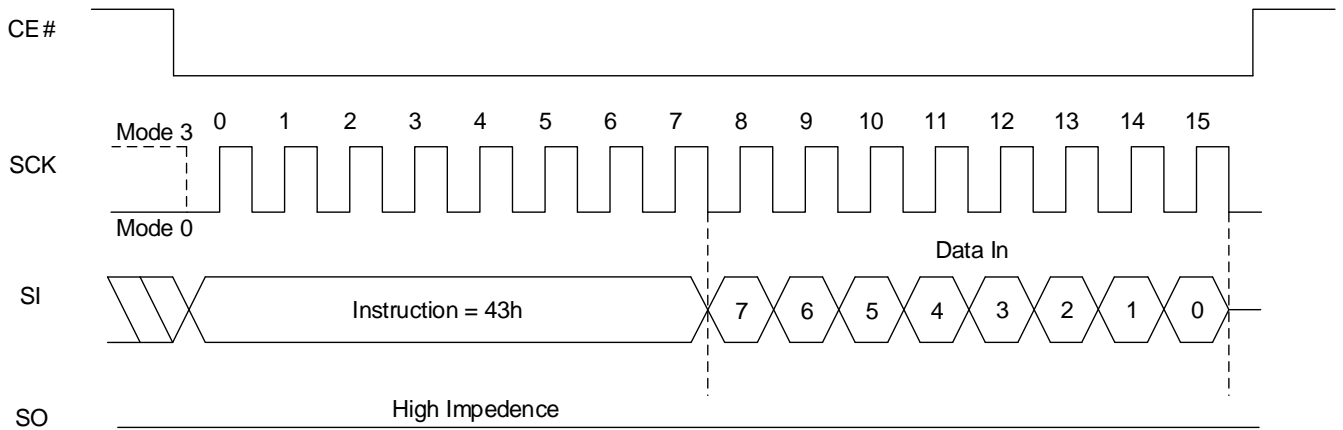 CE#
Mode 3
0 1 2 3 4 5 6 7 8 9 10 11 12 13 14 15
SCK
Mode 0
Data In
SI
Instruction = 43h
7 6 5 4 3 2 1 0
High Impedence
SO